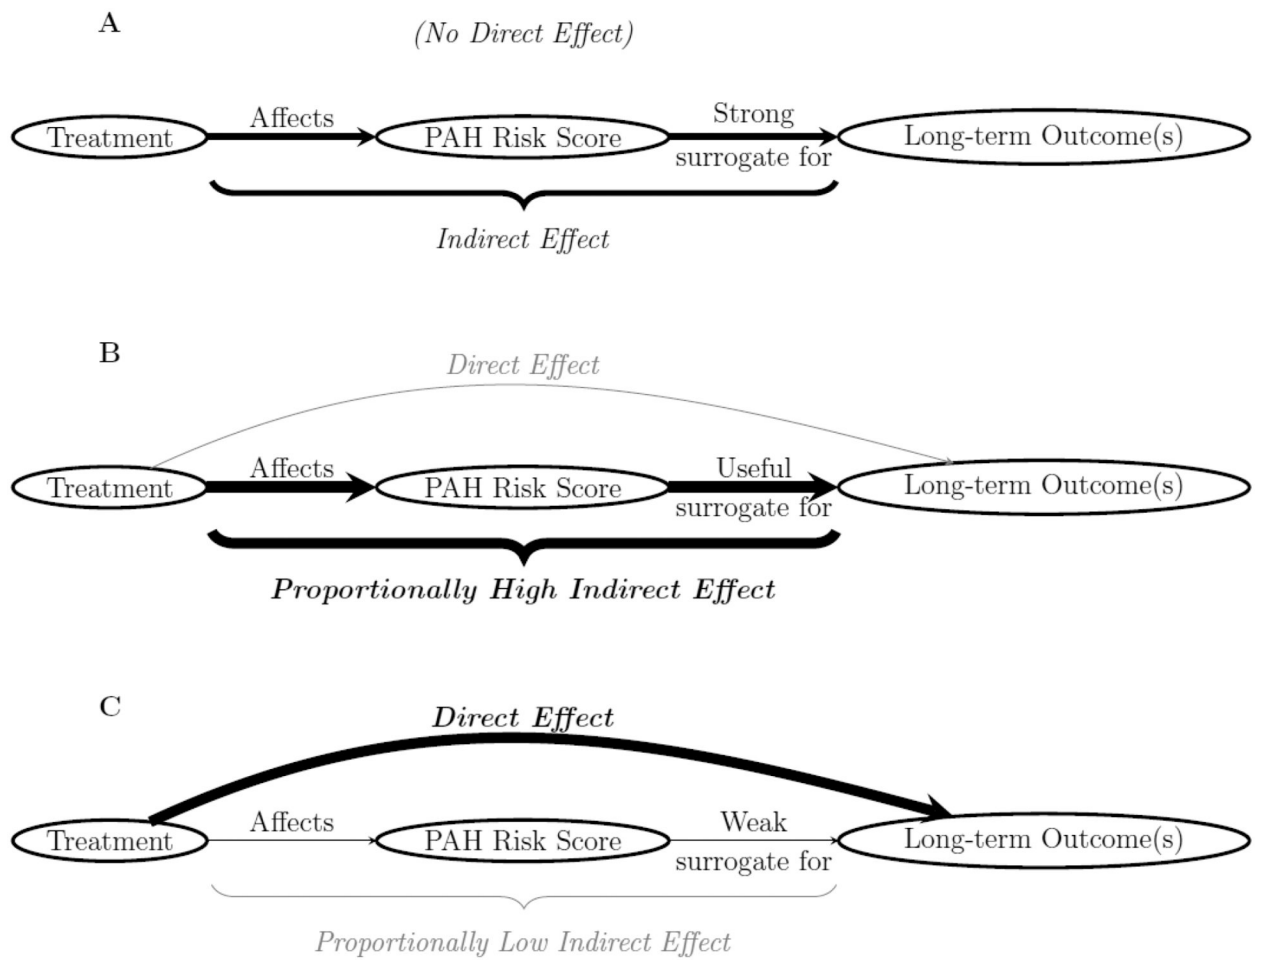 A
(No Direct Effect)
Treatment
Affects
PAH Risk Score
Strong
surrogate for
Long-term Outcome(s)
Indirect Effect
B
Direct Effect
Treatment
Affects
PAH Risk Score
Useful
surrogate for
Long-term Outcome(s)
Proportionally High Indirect Effect
C
Direct Effect
Treatment
Affects
PAH Risk Score
Weak
surrogate for
Long-term Outcome(s)
Proportionally Low Indirect Effect